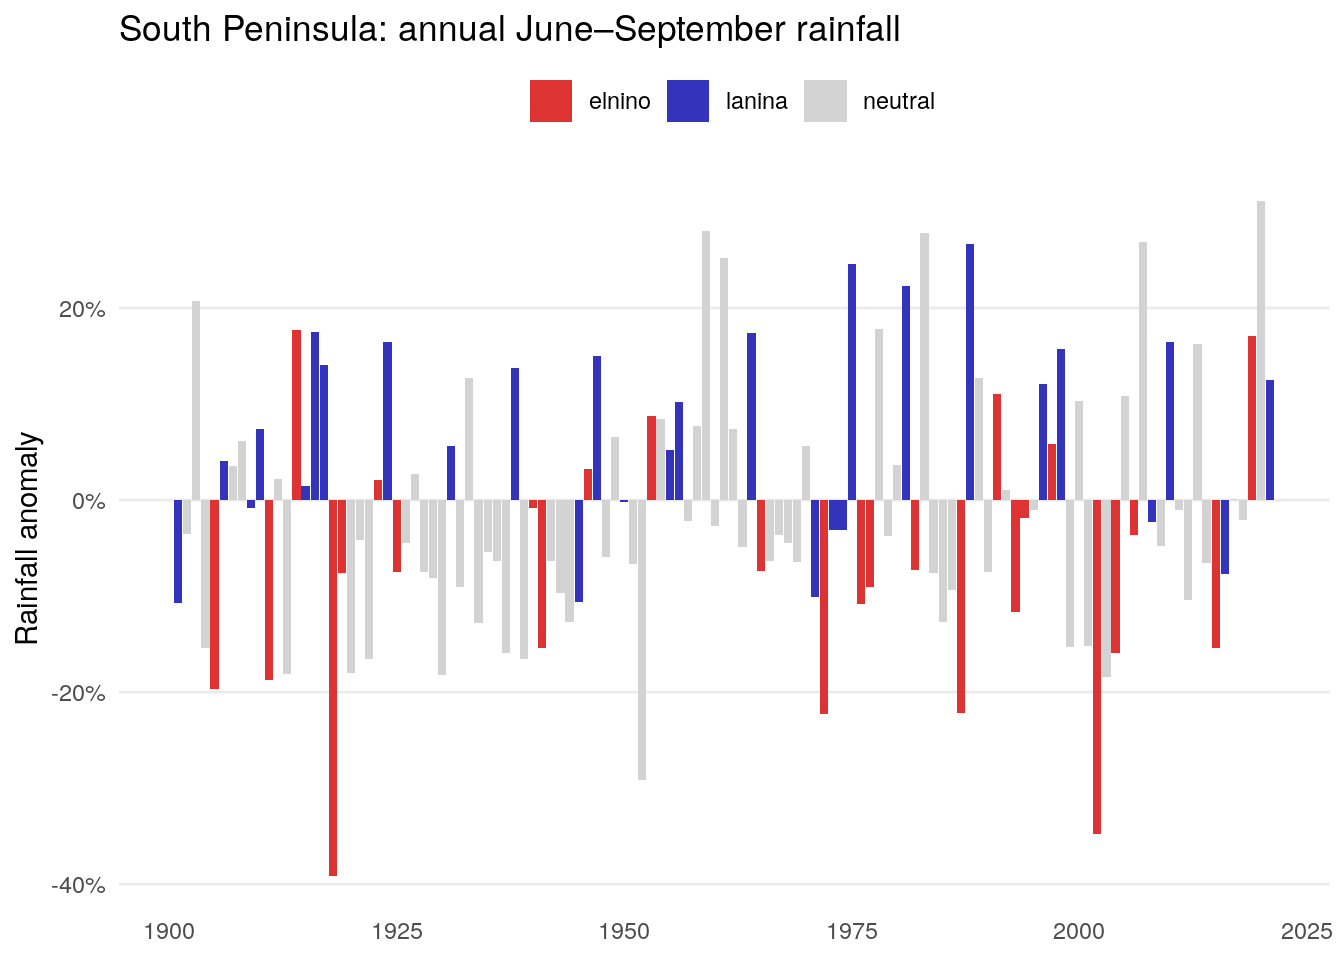 South Peninsula: annual June–September rainfall
elnino lanina neutral
Rainfall anomaly
20%
0%
-20%
-40%
1900 1925 1950 1975 2000 2025